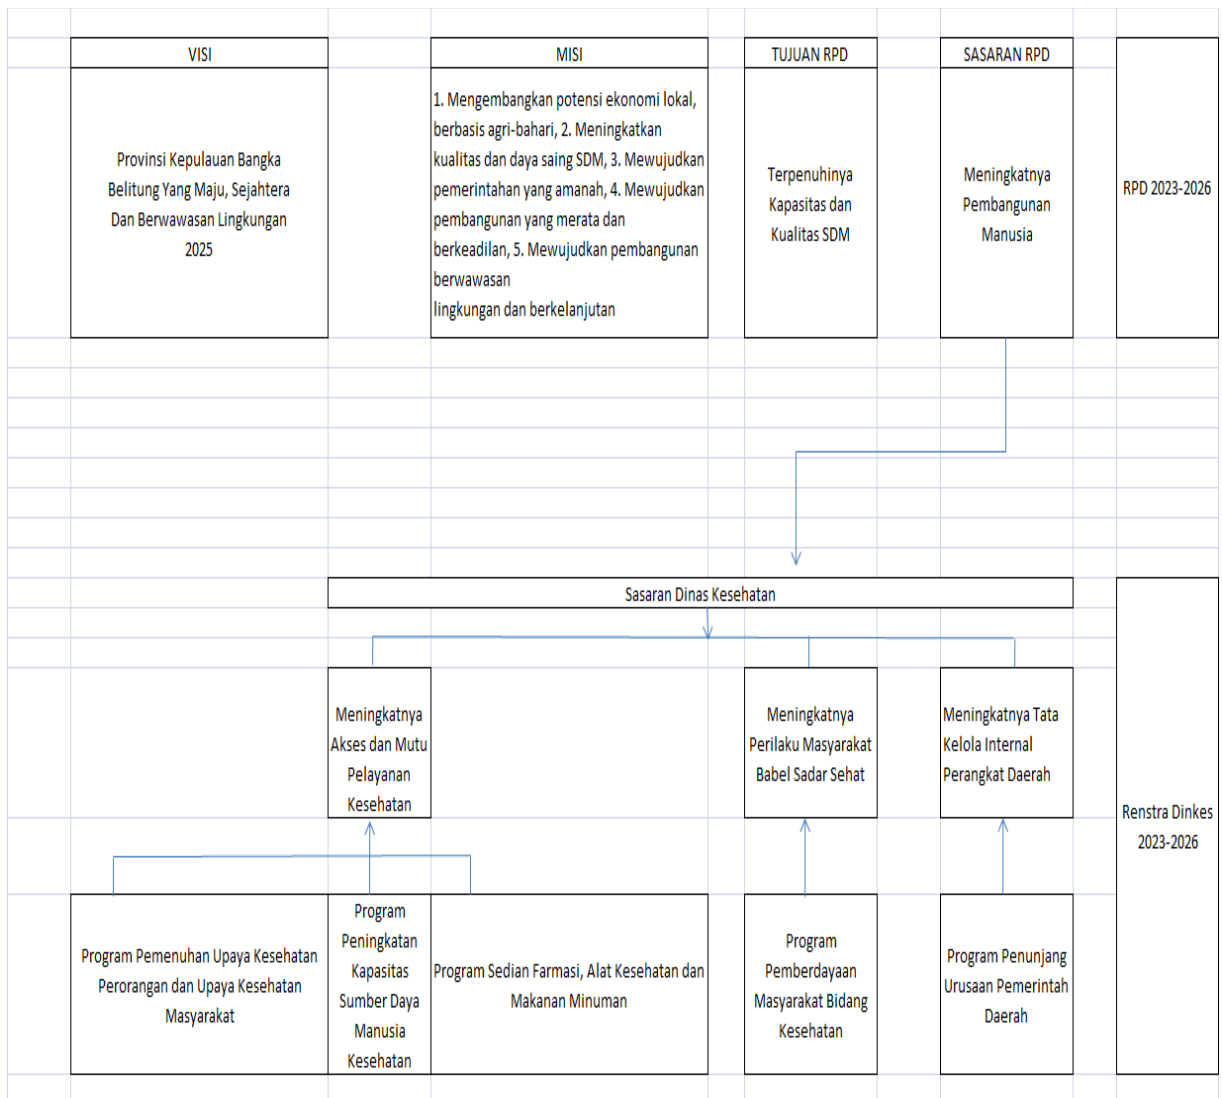 VISI
MISI
TUJUAN RPD
SASARAN RPD
Provinsi Kepulauan Bangka
Belitung Yang Maju, Sejahtera
Dan Berwawasan Lingkungan
2025
1. Mengembangkan potensi ekonomi lokal,
berbasis agri-bahari, 2. Meningkatkan
kualitas dan daya saing SDM, 3. Mewujudkan
pemerintahan yang amanah, 4. Mewujudkan
pembangunan yang merata dan
berkeadilan, 5. Mewujudkan pembangunan
berwawasan
lingkungan dan berkelanjutan
Terpenuhinya
Kapasitas dan
Kualitas SDM
Meningkatnya
Pembangunan
Manusia
RPD 2023-2026
Sasaran Dinas Kesehatan
Meningkatnya
Akses dan Mutu
Pelayanan
Kesehatan
Meningkatnya
Perilaku Masyarakat
Babel Sadar Sehat
Meningkatnya Tata
Kelola Internal
Perangkat Daerah
Renstra Dinkes
2023-2026
Program Pemenuhan Upaya Kesehatan
Perorangan dan Upaya Kesehatan
Masyarakat
Program
Peningkatan
Kapasitas
Sumber Daya
Manusia
Kesehatan
Program Sedian Farmasi, Alat Kesehatan dan
Makanan Minuman
Program
Pemberdayaan
Masyarakat Bidang
Kesehatan
Program Penunjang
Urusaan Pemerintah
Daerah